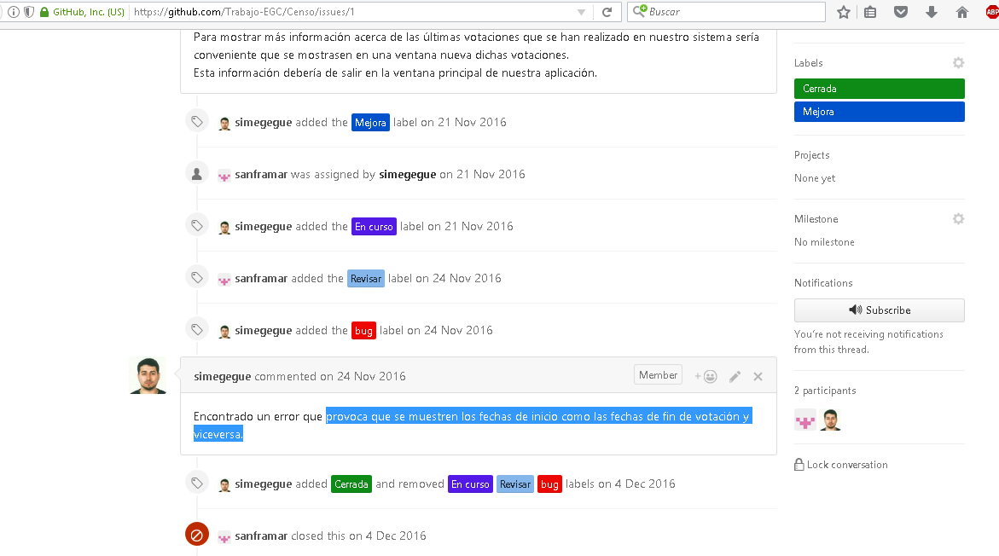 GitHub, Inc. (US) https://github.com/Trabajo-EGC/Censo/issues/1 Buscar ABP
Para mostrar más información acerca de las últimas votaciones que se han realizado en nuestro sistema sería
conveniente que se mostrasen en una ventana nueva dichas votaciones.
Esta información debería de salir en la ventana principal de nuestra aplicación.
simegegue added the Mejora label on 21 Nov 2016
sanframar was assigned by simegegue on 21 Nov 2016
simegegue added the En curso label on 21 Nov 2016
sanframar added the Revisar label on 24 Nov 2016
simegegue added the bug label on 24 Nov 2016
simegegue commented on 24 Nov 2016 Member
Encontrado un error que provoca que se muestren los fechas de inicio como las fechas de fin de votación y
viceversa.
simegegue added Cerrada and removed En curso Revisar bug labels on 4 Dec 2016
sanframar closed this on 4 Dec 2016
Labels
Cerrada
Mejora
Projects
None yet
Milestone
No milestone
Notifications
Subscribe
You're not receiving notifications
from this thread.
2 participants
Lock conversation